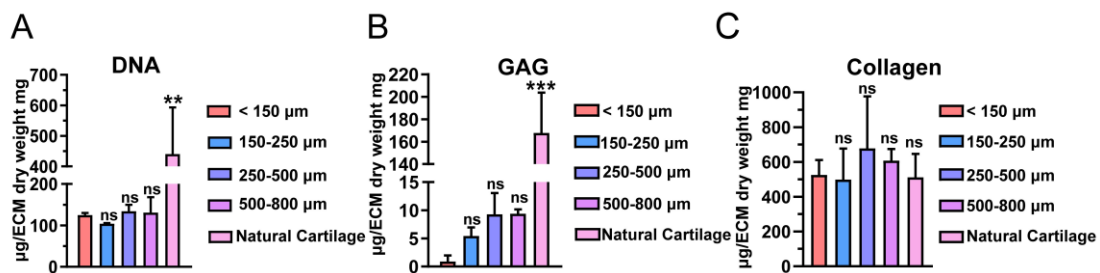 A
DNA
µg/ECM dry weight mg
700
600
500
400
150
100
50
0
ns
ns
ns
**
< 150 µm
150-250 µm
250-500 µm
500-800 µm
Natural Cartilage
B
GAG
µg/ECM dry weight mg
220
200
180
160
140
15
10
5
0
ns
ns
ns
***
< 150 µm
150-250 µm
250-500 µm
500-800 µm
Natural Cartilage
C
Collagen
µg/ECM dry weight mg
1000
800
600
400
200
0
ns
ns
ns
ns
< 150 µm
150-250 µm
250-500 µm
500-800 µm
Natural Cartilage